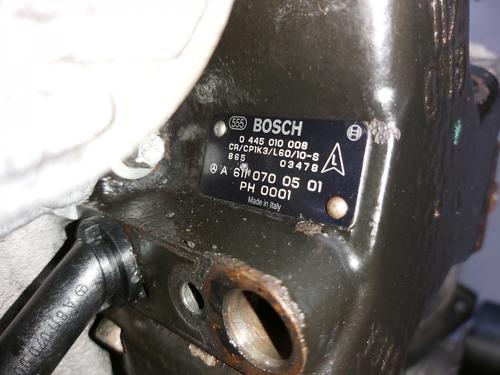 555 BOSCH
0 445 010 008
CR/CP1K3/L60/10-S
865 03478
A 611 070 05 01
PH 0001
Made in Italy